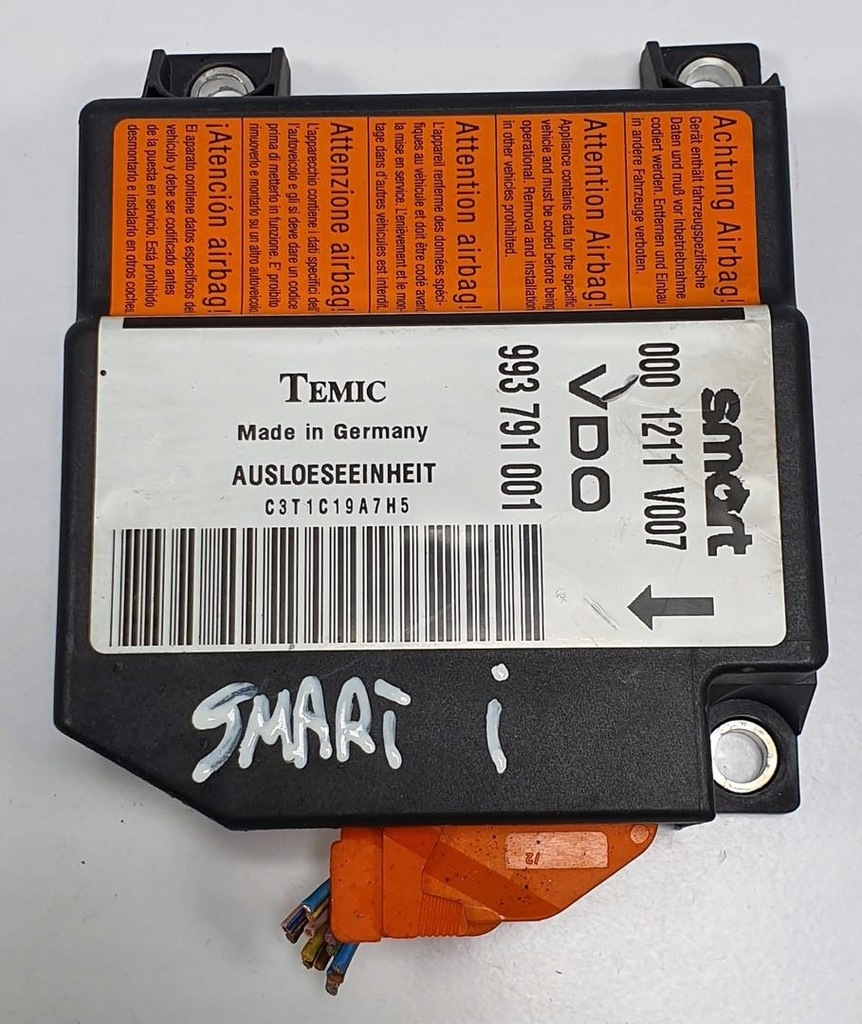 Achtung Airbag!
Gerät enthält fahrzeugspezifische
Daten und muß vor Inbetriebnahme
codiert werden. Entfernen und Einbau
in andere Fahrzeuge verboten.
Attention Airbag!
Appliance contains data for the specific
vehicle and must be coded before being
operational. Removal and installation
in other vehicles prohibited.
Attention airbag!
L'appareil renferme des données spéci-
fiques au véhicule et doit être codé avant
la mise en service. L'enlèvement et le mon-
tage dans d'autres véhicules est interdit.
Attenzione airbag!
L'apparecchio contiene i dati specifici dell'
l'autoveicolo e gli si deve dare un codice
prima di metterlo in funzione. E' proibito
rimuoverlo e montarlo su un altro autoveicolo.
¡Atención airbag!
El aparato contiene datos específicos del
vehículo y debe ser codificado antes
de la puesta en servicio. Está prohibido
desmontarlo e instalarlo en otros coches.
smart
000 1211 V007
VDO
993 791 001
TEMIC
Made in Germany
AUSLOESEEINHEIT
C3T1C19A7H5
SMART i